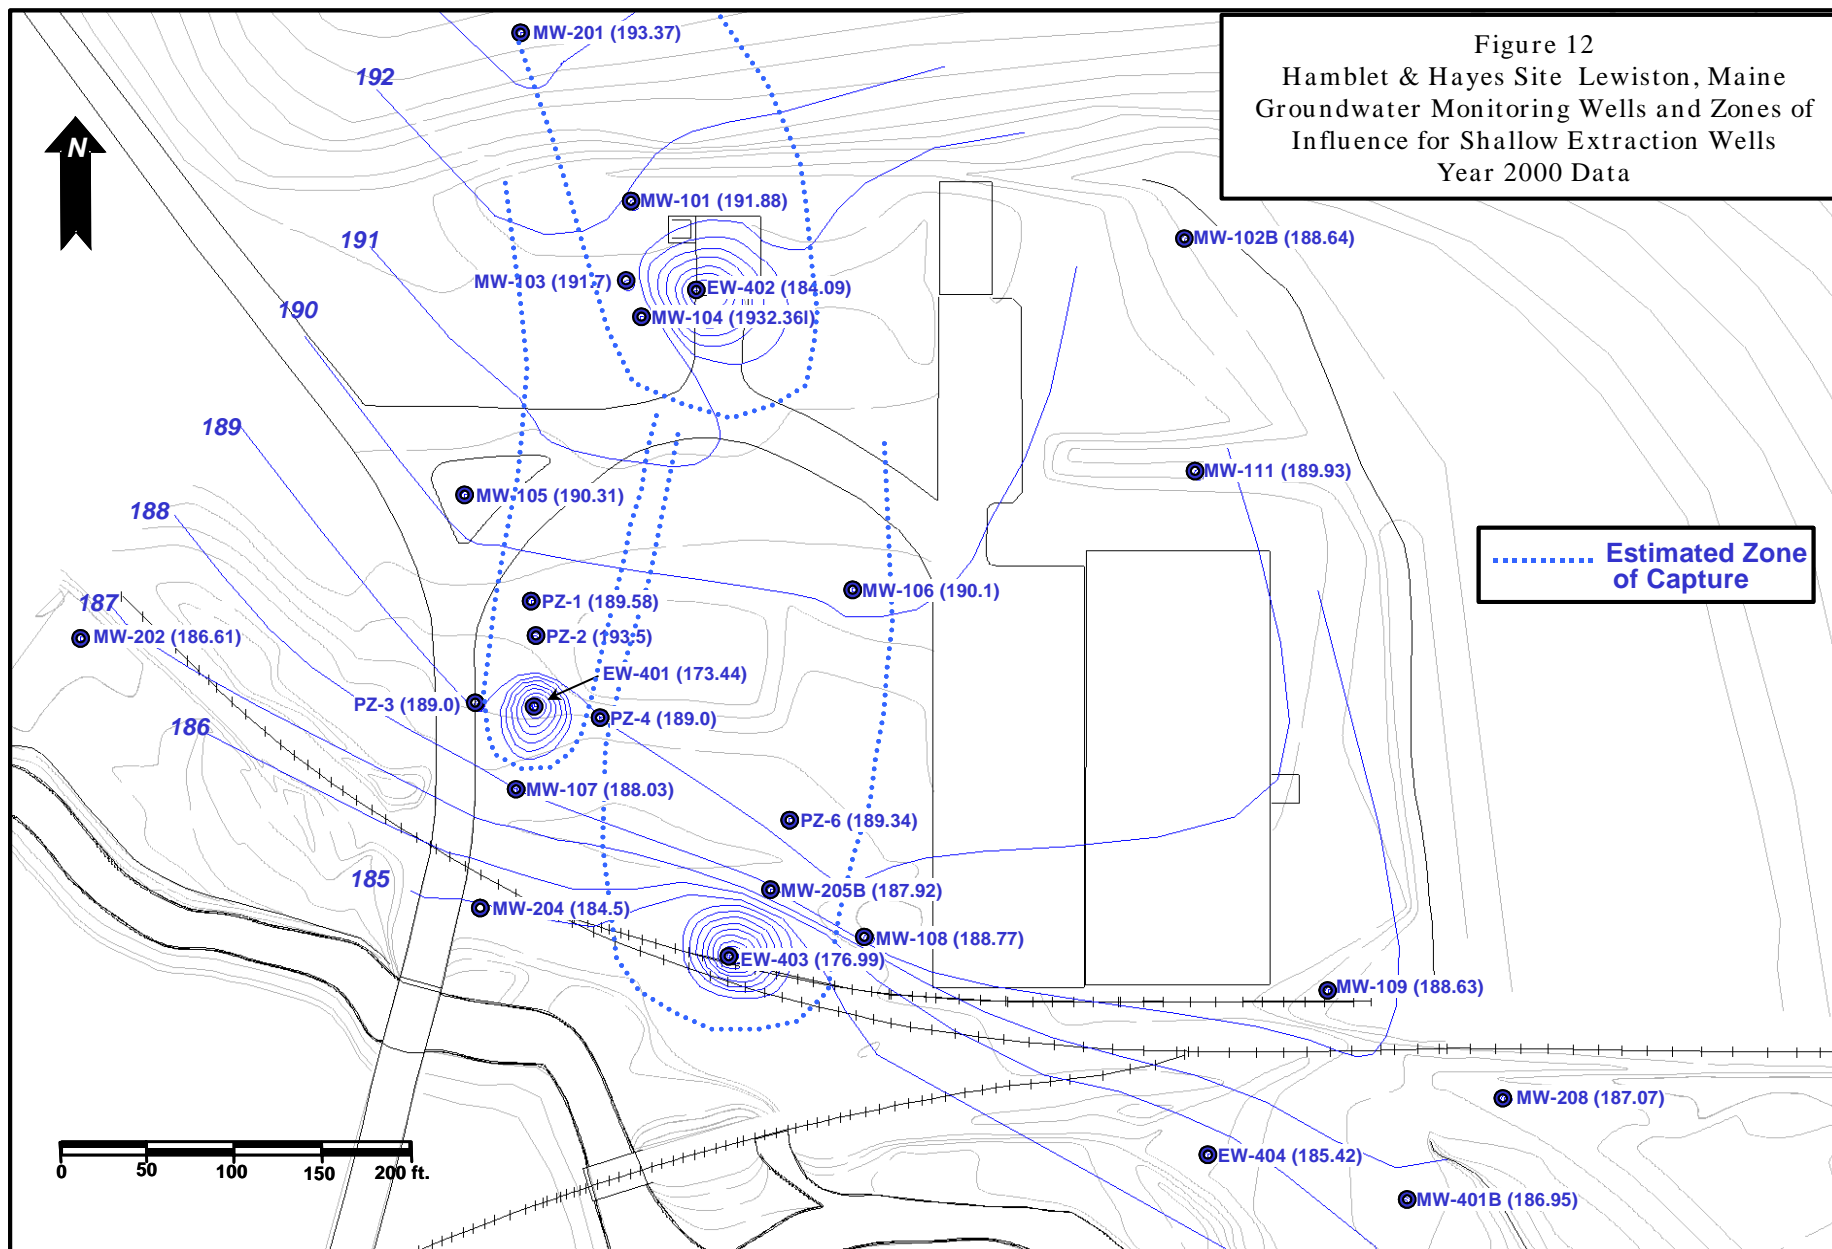 Figure 12
Hamblet & Hayes Site Lewiston, Maine
Groundwater Monitoring Wells and Zones of
Influence for Shallow Extraction Wells
Year 2000 Data
MW-201 (193.37)
192
N
MW-101 (191.88)
191
MW-102B (188.64)
MW-103 (191.7)
EW-402 (184.09)
190
MW-104 (1932.36l)
189
MW-111 (189.93)
MW-105 (190.31)
188
Estimated Zone
of Capture
187
MW-106 (190.1)
PZ-1 (189.58)
MW-202 (186.61)
PZ-2 (193.5)
EW-401 (173.44)
PZ-3 (189.0)
PZ-4 (189.0)
186
MW-107 (188.03)
PZ-6 (189.34)
185
MW-205B (187.92)
MW-204 (184.5)
MW-108 (188.77)
EW-403 (176.99)
MW-109 (188.63)
MW-208 (187.07)
EW-404 (185.42)
0 50 100 150 200 ft.
MW-401B (186.95)